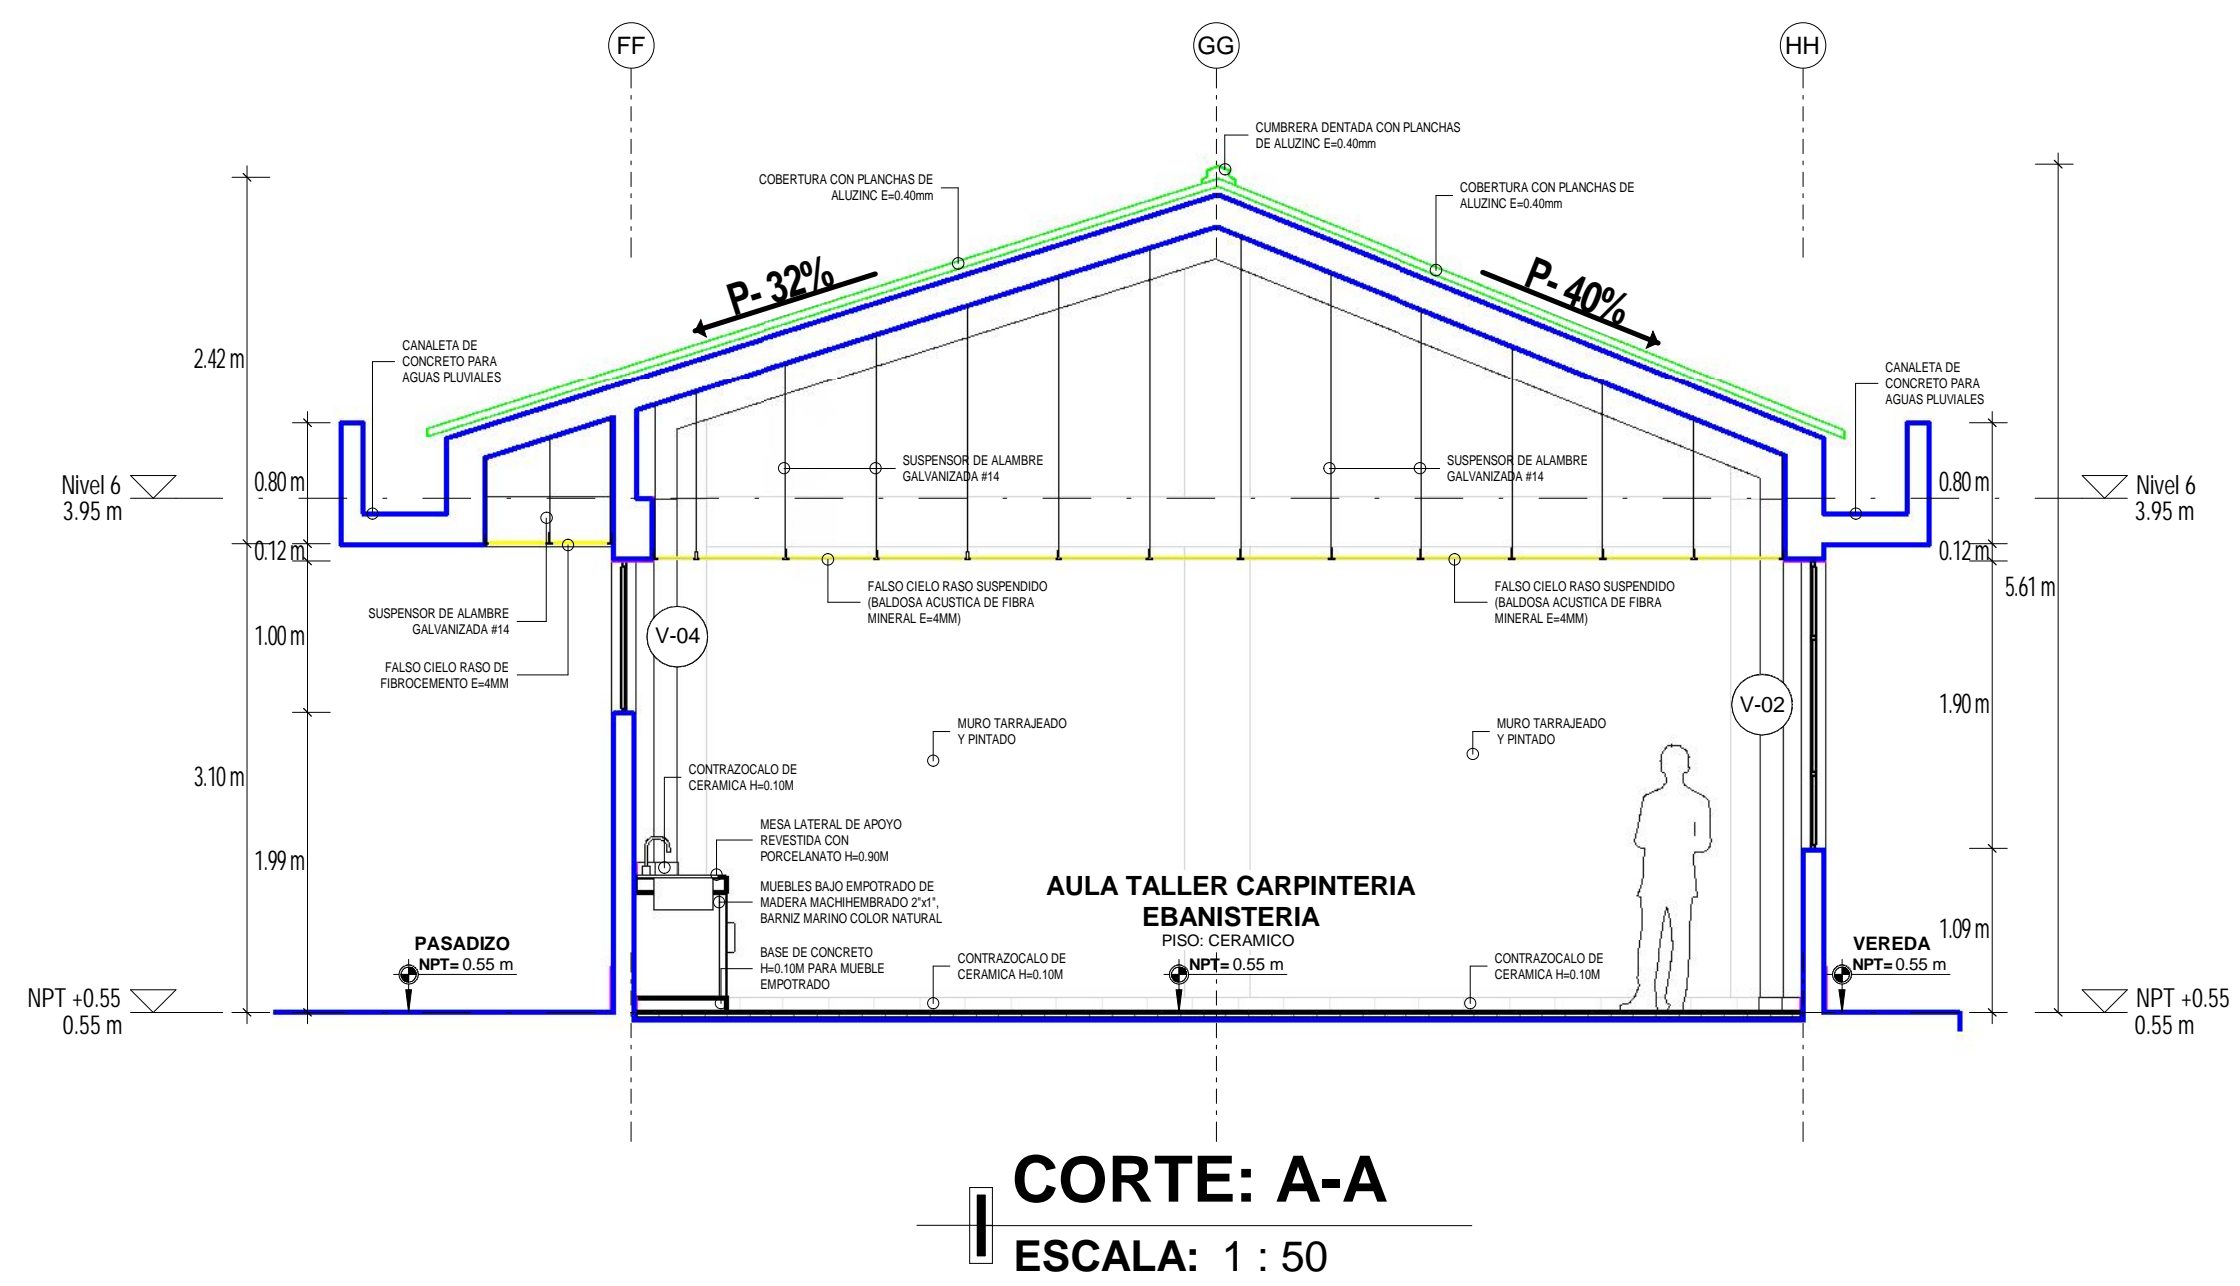 FF
GG
HH
CUMBRERA DENTADA CON PLANCHAS
DE ALUZINC E=0.40mm
COBERTURA CON PLANCHAS DE
ALUZINC E=0.40mm
COBERTURA CON PLANCHAS DE
ALUZINC E=0.40mm
P- 32%
P- 40%
CANALETA DE
CONCRETO PARA
AGUAS PLUVIALES
CANALETA DE
CONCRETO PARA
AGUAS PLUVIALES
2.42 m
0.80 m
Nivel 6
3.95 m
0.12 m
SUSPENSOR DE ALAMBRE
GALVANIZADA #14
SUSPENSOR DE ALAMBRE
GALVANIZADA #14
0.80 m
Nivel 6
3.95 m
0.12 m
5.61 m
FALSO CIELO RASO SUSPENDIDO
(BALDOSA ACUSTICA DE FIBRA
MINERAL E=4MM)
FALSO CIELO RASO SUSPENDIDO
(BALDOSA ACUSTICA DE FIBRA
MINERAL E=4MM)
SUSPENSOR DE ALAMBRE
GALVANIZADA #14
1.00 m
V-04
FALSO CIELO RASO DE
FIBROCEMENTO E=4MM
V-02
1.90 m
MURO TARRAJEADO
Y PINTADO
MURO TARRAJEADO
Y PINTADO
3.10 m
CONTRAZOCALO DE
CERAMICA H=0.10M
MESA LATERAL DE APOYO
REVESTIDA CON
PORCELANATO H=0.90M
1.99 m
MUEBLES BAJO EMPOTRADO DE
MADERA MACHIHEMBRADO 2"x1",
BARNIZ MARINO COLOR NATURAL
AULA TALLER CARPINTERIA
EBANISTERIA
PISO: CERAMICO
NPT= 0.55 m
1.09 m
PASADIZO
NPT= 0.55 m
BASE DE CONCRETO
H=0.10M PARA MUEBLE
EMPOTRADO
CONTRAZOCALO DE
CERAMICA H=0.10M
CONTRAZOCALO DE
CERAMICA H=0.10M
VEREDA
NPT= 0.55 m
NPT +0.55
0.55 m
NPT +0.55
0.55 m
CORTE: A-A
ESCALA: 1 : 50